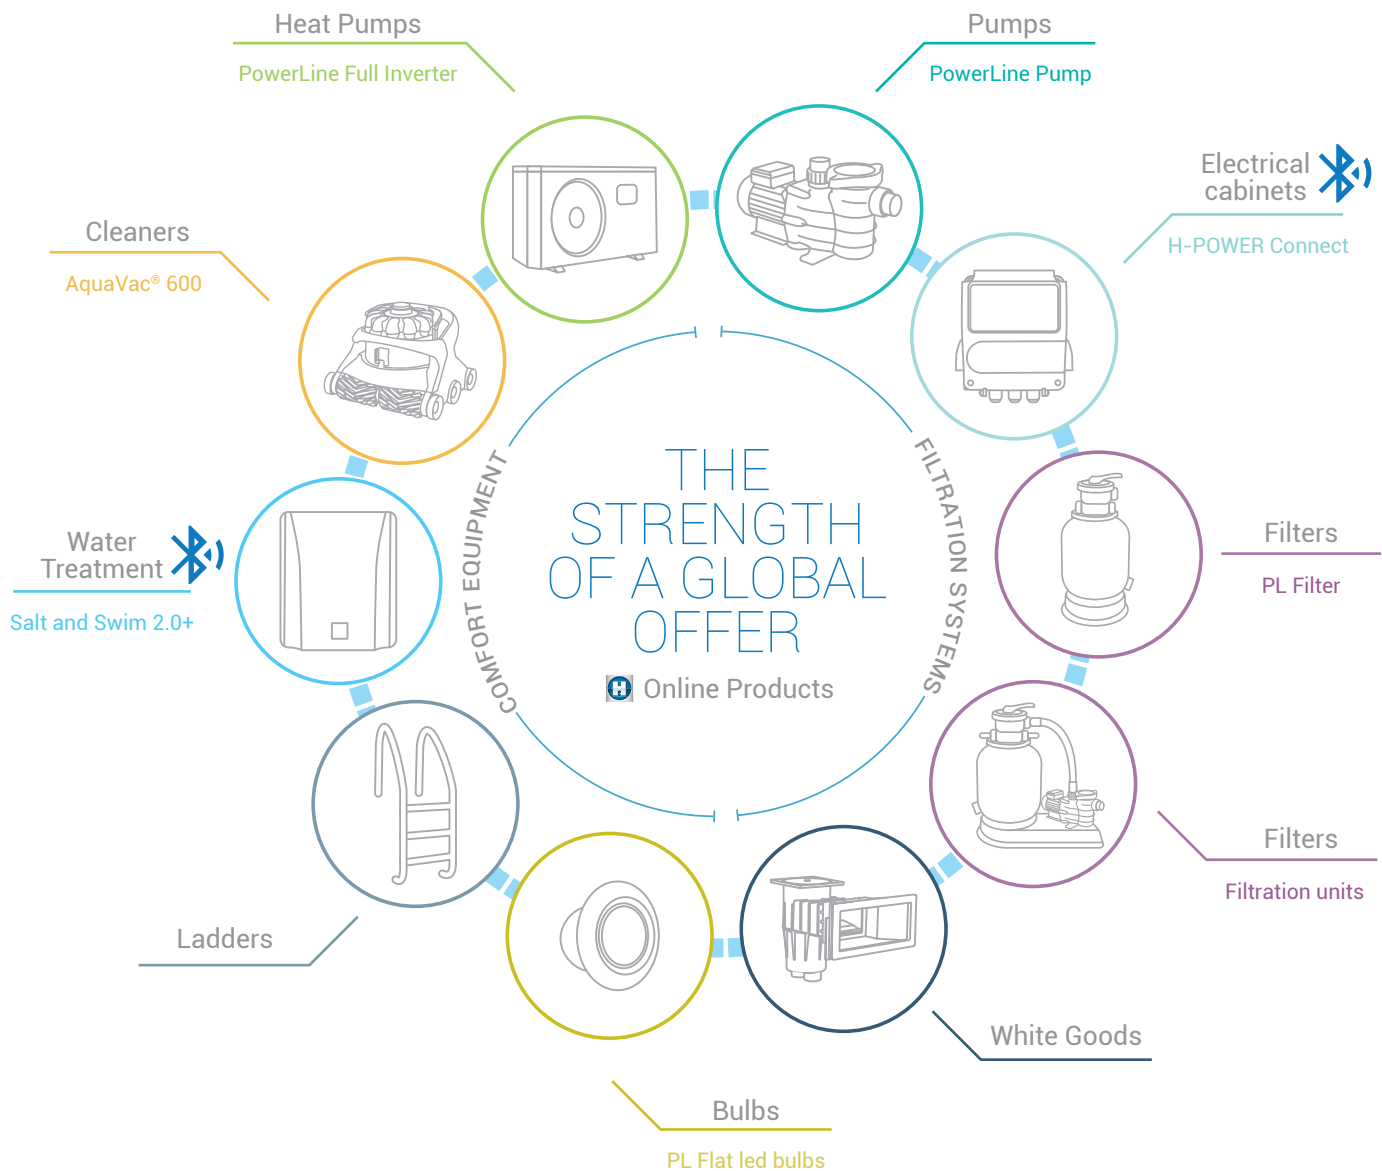 Heat Pumps
PowerLine Full Inverter
Pumps
PowerLine Pump
Electrical
cabinets
H-POWER Connect
Cleaners
AquaVac® 600
COMFORT EQUIPMENT
FILTRATION SYSTEMS
THE
STRENGTH
OF A GLOBAL
OFFER
H Online Products
Water
Treatment
Salt and Swim 2.0+
Filters
PL Filter
Filters
Filtration units
Ladders
White Goods
Bulbs
PL Flat led bulbs